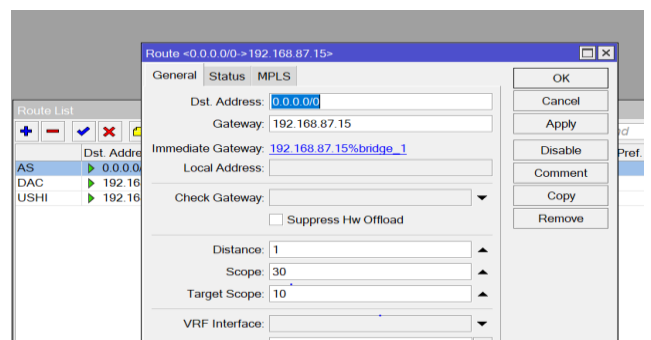 Route <0.0.0.0/0->192.168.87.15>
General Status MPLS
OK
Dst. Address: 0.0.0.0/0
Cancel
Gateway: 192.168.87.15
Apply
Immediate Gateway: 192.168.87.15%bridge_1
Disable
Local Address:
Comment
Check Gateway:
Copy
Suppress Hw Offload
Remove
Distance: 1
Scope: 30
Target Scope: 10
VRF Interface:
Route List
Dst. Addre
Pref.
AS 0.0.0.0/
DAC 192.16
USHI 192.16